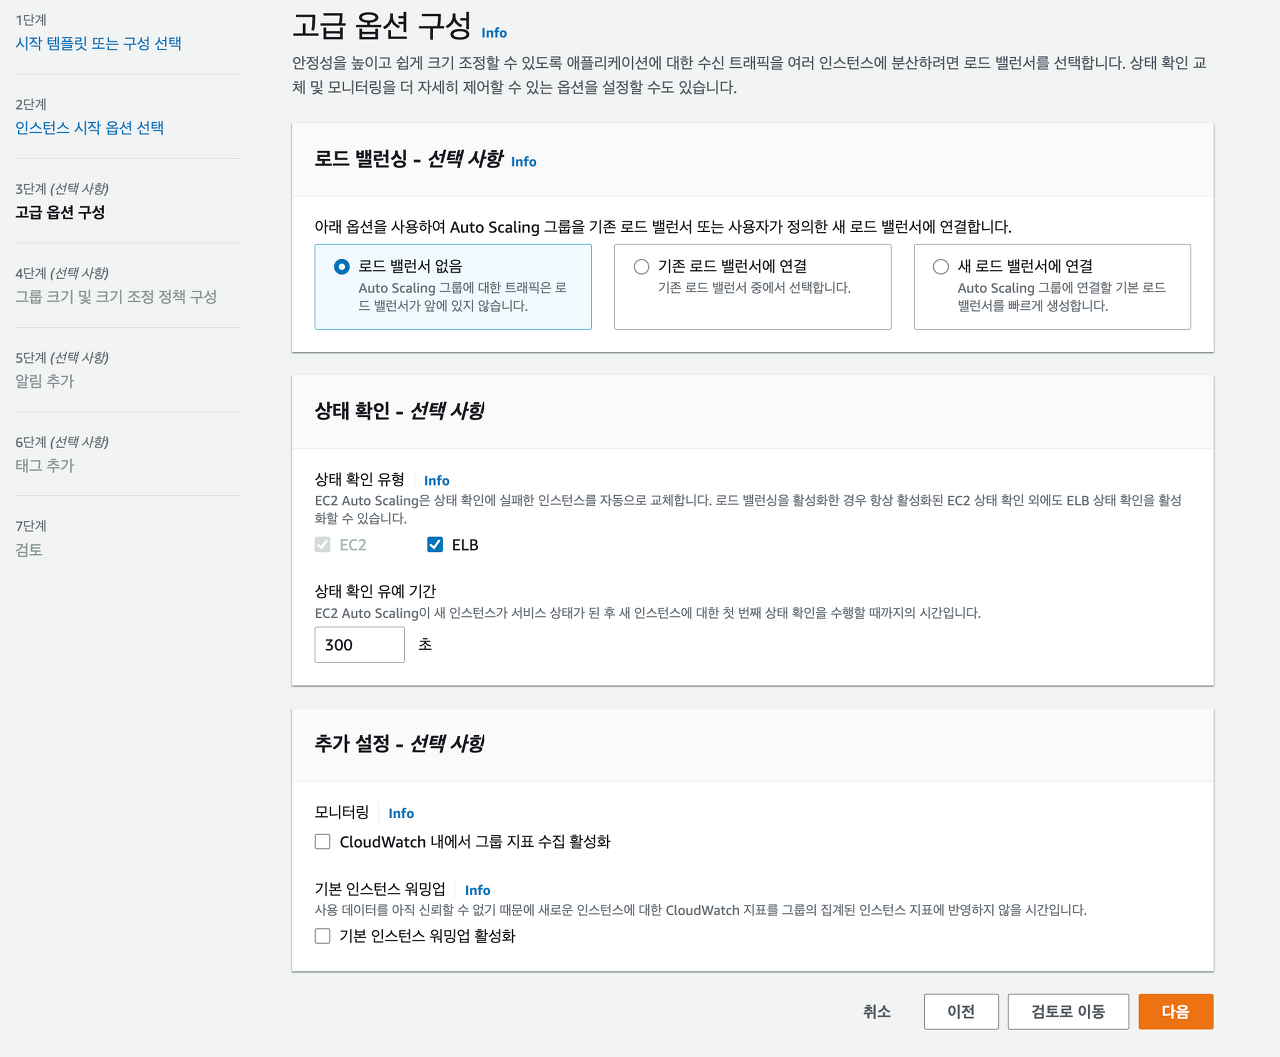 1단계
시작 템플릿 또는 구성 선택
2단계
인스턴스 시작 옵션 선택
3단계 (선택 사항)
고급 옵션 구성
4단계 (선택 사항)
그룹 크기 및 크기 조정 정책 구성
5단계 (선택 사항)
알림 추가
6단계 (선택 사항)
태그 추가
7단계
검토
고급 옵션 구성 Info
안정성을 높이고 쉽게 크기 조정할 수 있도록 애플리케이션에 대한 수신 트래픽을 여러 인스턴스에 분산하려면 로드 밸런서를 선택합니다. 상태 확인 교
체 및 모니터링을 더 자세히 제어할 수 있는 옵션을 설정할 수도 있습니다.
로드 밸런싱 - 선택 사항 Info
아래 옵션을 사용하여 Auto Scaling 그룹을 기존 로드 밸런서 또는 사용자가 정의한 새 로드 밸런서에 연결합니다.
로드 밸런서 없음
Auto Scaling 그룹에 대한 트래픽은 로
드 밸런서가 앞에 있지 않습니다.
기존 로드 밸런서에 연결
기존 로드 밸런서 중에서 선택합니다.
새 로드 밸런서에 연결
Auto Scaling 그룹에 연결할 기본 로드
밸런서를 빠르게 생성합니다.
상태 확인 - 선택 사항
상태 확인 유형 Info
EC2 Auto Scaling은 상태 확인에 실패한 인스턴스를 자동으로 교체합니다. 로드 밸런싱을 활성화한 경우 항상 활성화된 EC2 상태 확인 외에도 ELB 상태 확인을 활성
화할 수 있습니다.
EC2 ELB
상태 확인 유예 기간
EC2 Auto Scaling이 새 인스턴스가 서비스 상태가 된 후 새 인스턴스에 대한 첫 번째 상태 확인을 수행할 때까지의 시간입니다.
300 초
추가 설정 - 선택 사항
모니터링 Info
CloudWatch 내에서 그룹 지표 수집 활성화
기본 인스턴스 워밍업 Info
사용 데이터를 아직 신뢰할 수 없기 때문에 새로운 인스턴스에 대한 CloudWatch 지표를 그룹의 집계된 인스턴스 지표에 반영하지 않을 시간입니다.
기본 인스턴스 워밍업 활성화
취소 이전 검토로 이동 다음